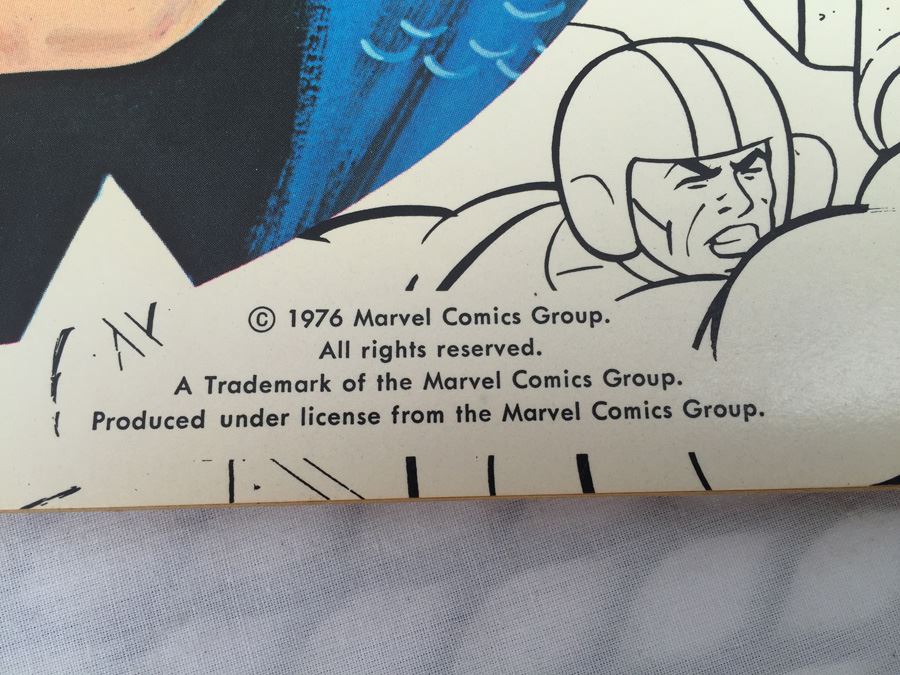 © 1976 Marvel Comics Group.
All rights reserved.
A Trademark of the Marvel Comics Group.
Produced under license from the Marvel Comics Group.